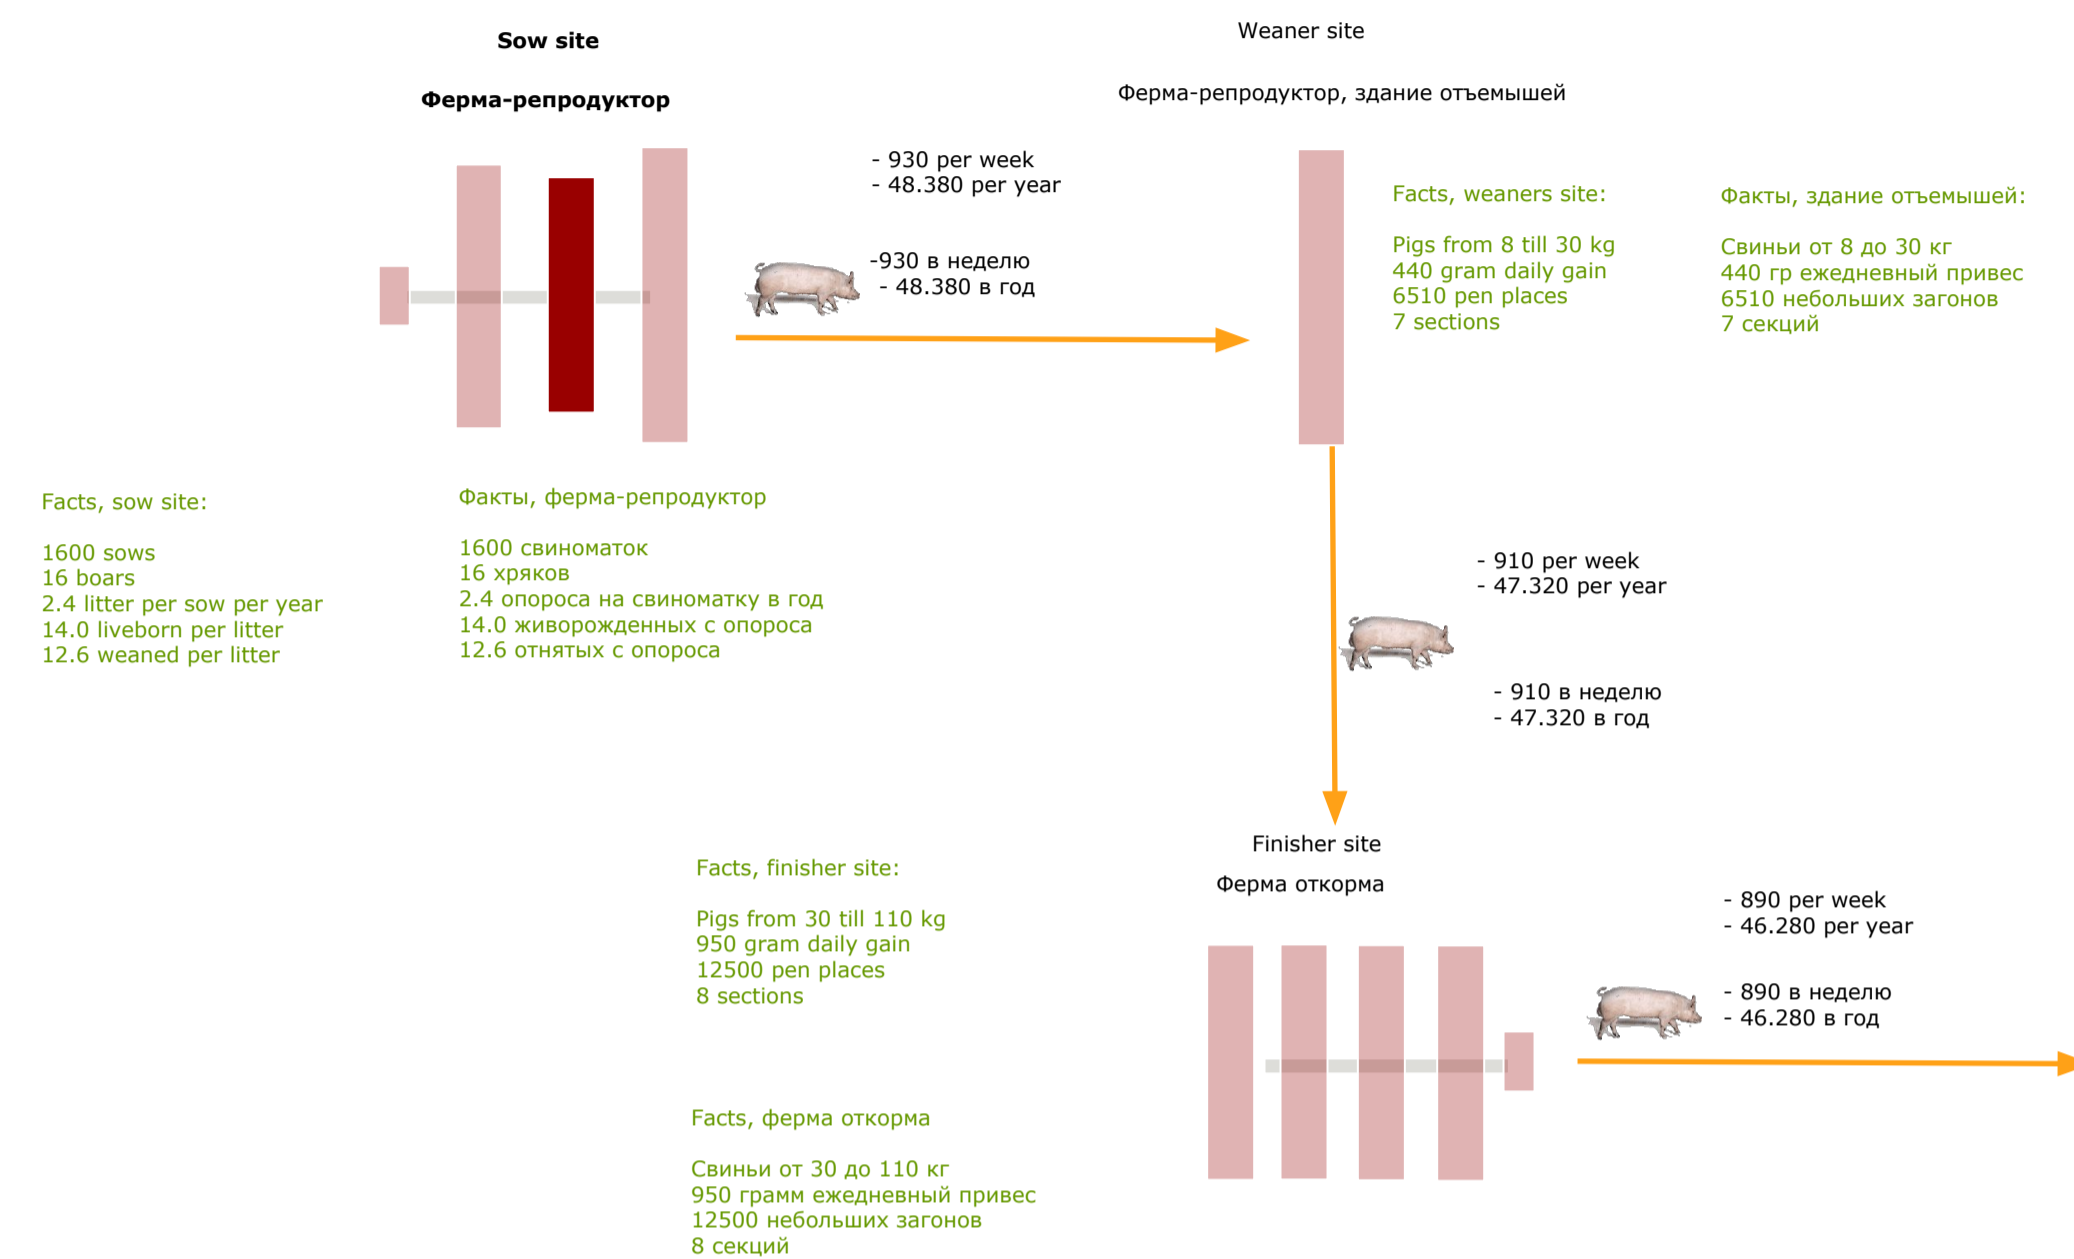 Sow site
Ферма-репродуктор
Weaner site
Ферма-репродуктор, здание отъемышей
- 930 per week
- 48.380 per year
-930 в неделю
- 48.380 в год
Facts, weaners site:
Pigs from 8 till 30 kg
440 gram daily gain
6510 pen places
7 sections
Факты, здание отъемышей:
Свиньи от 8 до 30 кг
440 гр ежедневный привес
6510 небольших загонов
7 секций
Facts, sow site:
1600 sows
16 boars
2.4 litter per sow per year
14.0 liveborn per litter
12.6 weaned per litter
Факты, ферма-репродуктор
1600 свиноматок
16 хряков
2.4 опороса на свиноматку в год
14.0 живорожденных с опороса
12.6 отнятых с опороса
- 910 per week
- 47.320 per year
- 910 в неделю
- 47.320 в год
Finisher site
Ферма откорма
Facts, finisher site:
Pigs from 30 till 110 kg
950 gram daily gain
12500 pen places
8 sections
- 890 per week
- 46.280 per year
- 890 в неделю
- 46.280 в год
Facts, ферма откорма
Свиньи от 30 до 110 кг
950 грамм ежедневный привес
12500 небольших загонов
8 секций